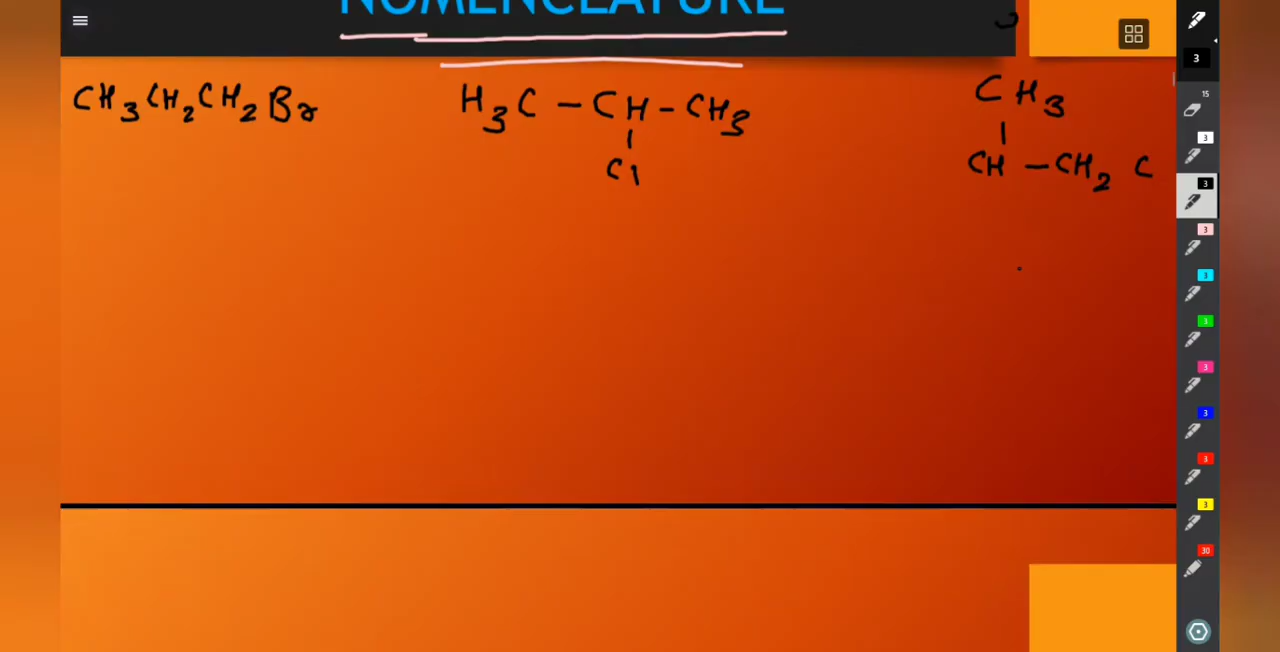 NOMENCLATURE
CH3CH2CH2Br
H3C – CH – CH3
|
Cl
CH3
|
CH – CH2 C
3
15
3
3
3
3
3
3
3
3
3
30